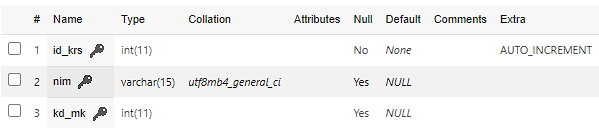 # Name Type Collation Attributes Null Default Comments Extra
1 id_krs int(11) No None AUTO_INCREMENT
2 nim varchar(15) utf8mb4_general_ci Yes NULL
3 kd_mk int(11) Yes NULL